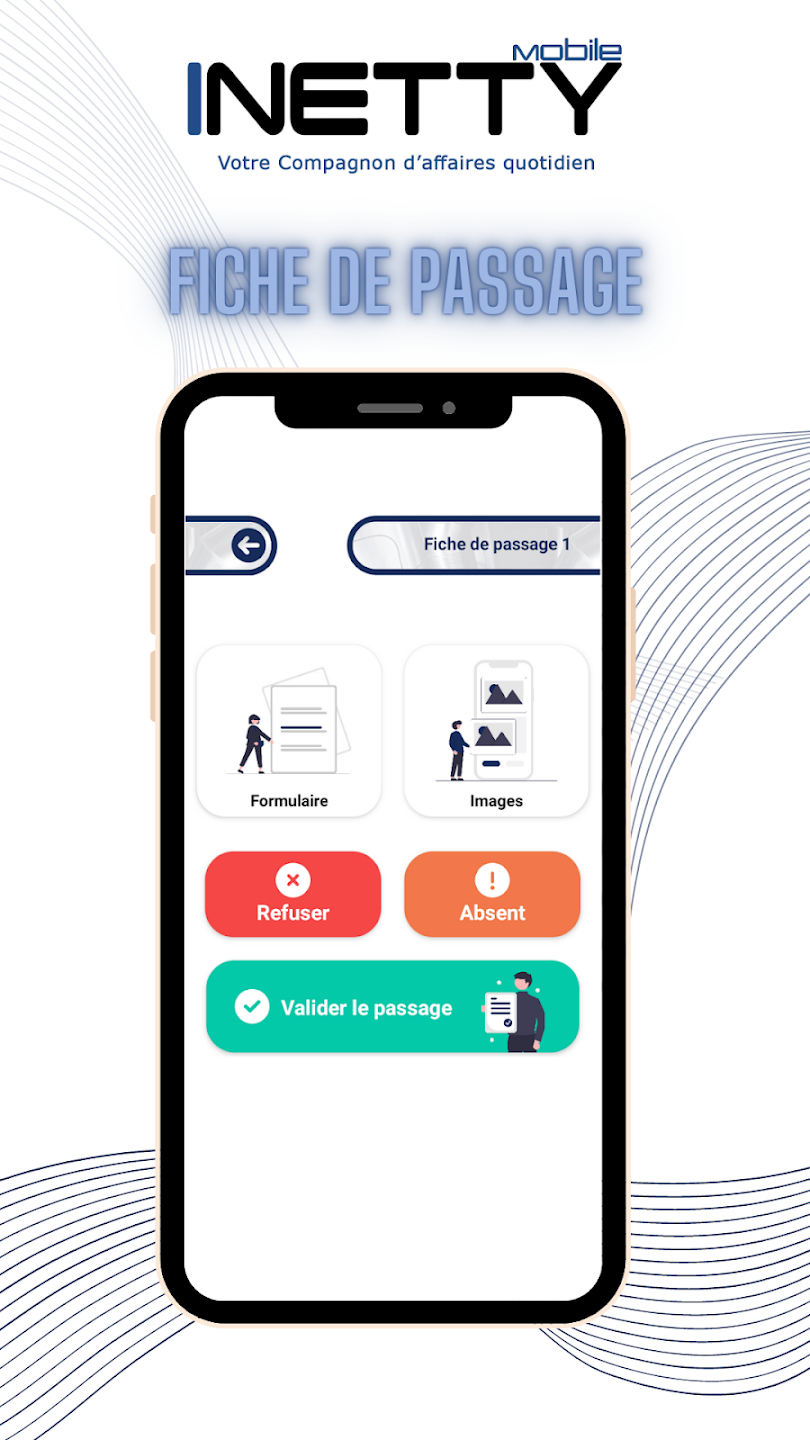 mobile
INETTY
Votre Compagnon d'affaires quotidien
FICHE DE PASSAGE
Fiche de passage 1
Formulaire
Images
Refuser
Absent
Valider le passage